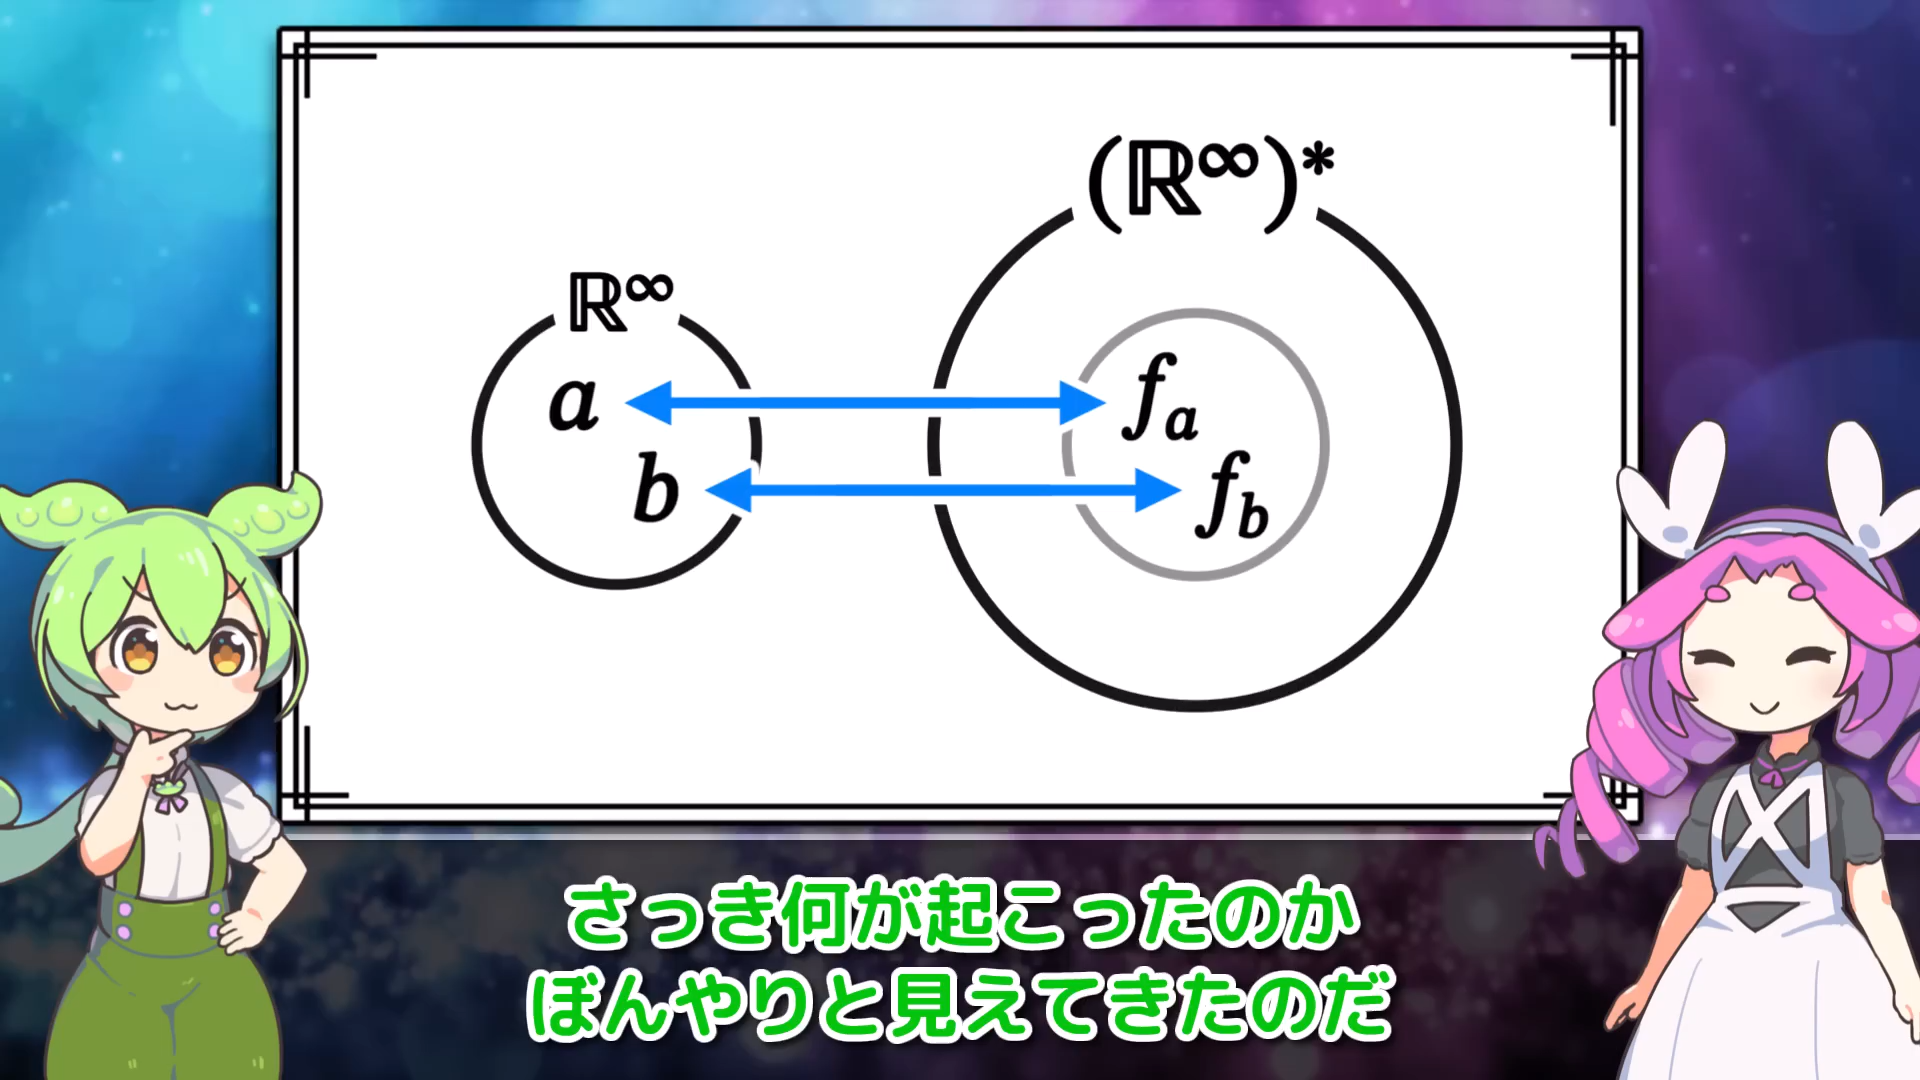 (ℝ^∞)*
ℝ^∞
a
f_a
b
f_b
さっき何が起こったのか
ぼんやりと見えてきたのだ